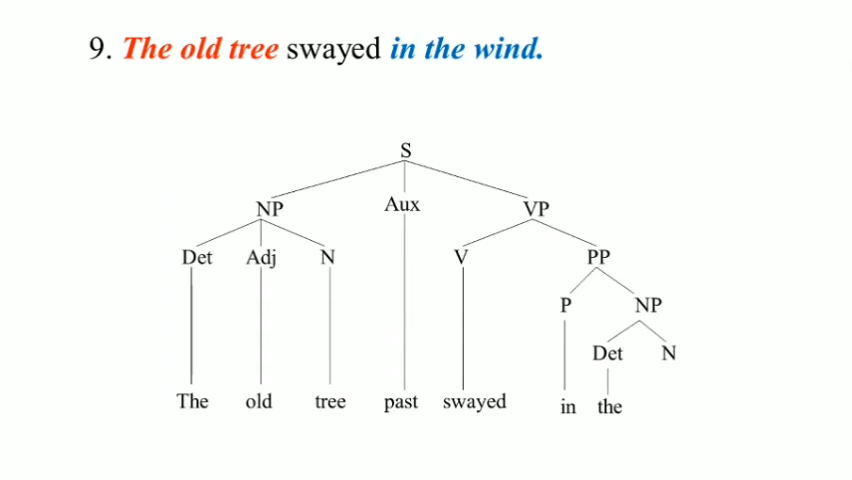 9. The old tree swayed in the wind.
S
NP Aux VP
Det Adj N V PP
P NP
Det N
The old tree past swayed in the